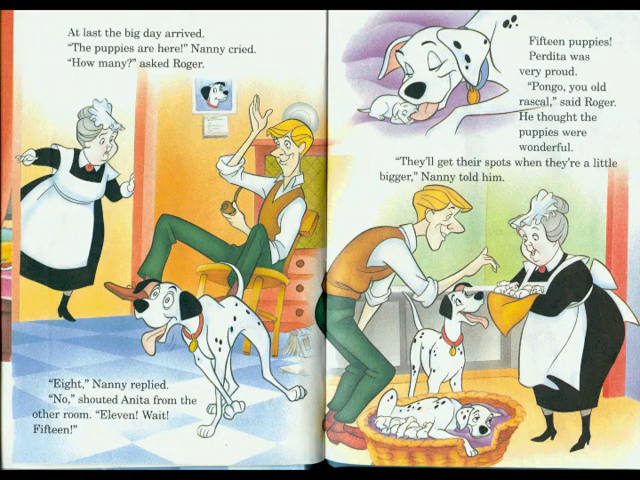 At last the big day arrived.
“The puppies are here!” Nanny cried.
“How many?” asked Roger.
“Eight,” Nanny replied.
“No,” shouted Anita from the
other room. “Eleven! Wait!
Fifteen!”
Fifteen puppies!
Perdita was
very proud.
“Pongo, you old
rascal,” said Roger.
He thought the
puppies were
wonderful.
“They’ll get their spots when they’re a little
bigger,” Nanny told him.